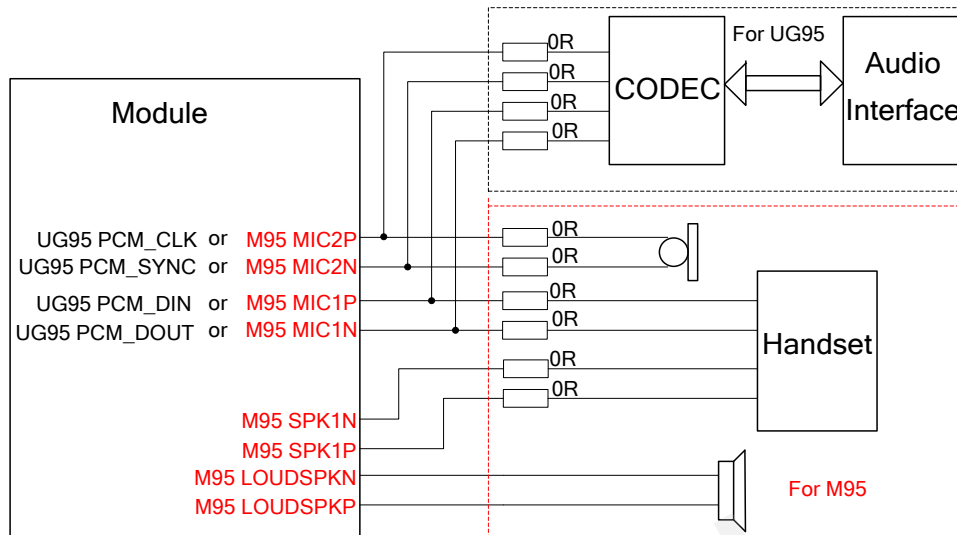 0R
For UG95
0R
CODEC
Audio
Interface
0R
0R
Module
UG95 PCM_CLK or M95 MIC2P
0R
UG95 PCM_SYNC or M95 MIC2N
0R
UG95 PCM_DIN or M95 MIC1P
0R
UG95 PCM_DOUT or M95 MIC1N
0R
Handset
0R
0R
M95 SPK1N
M95 SPK1P
M95 LOUDSPKN
M95 LOUDSPKP
For M95